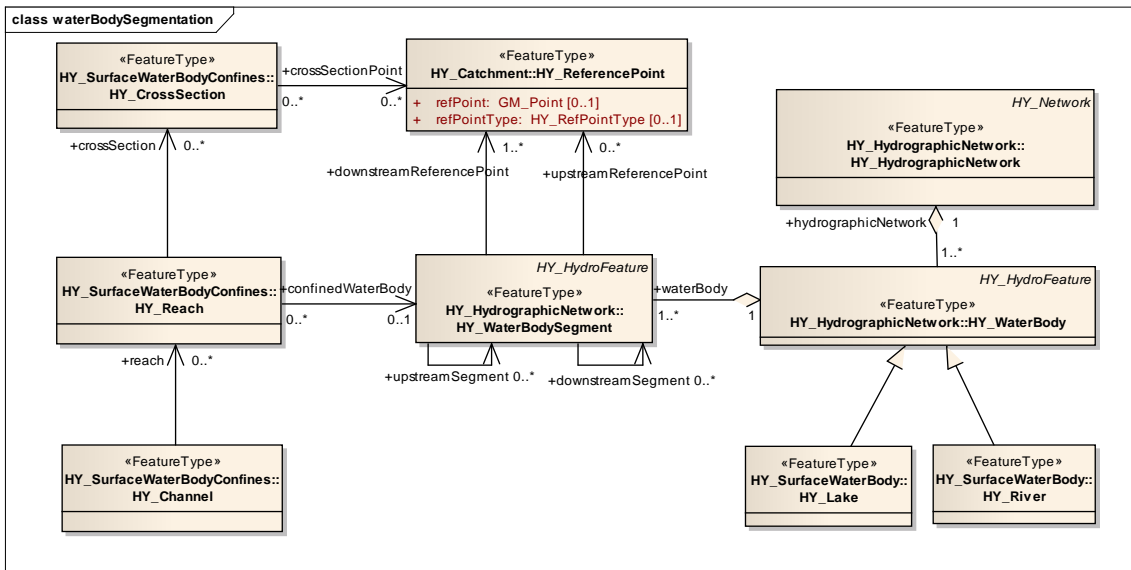 class waterBodySegmentation
«FeatureType»
HY_SurfaceWaterBodyConfines::
HY_CrossSection
+crossSectionPoint
0..*
0..*
«FeatureType»
HY_Catchment::HY_ReferencePoint
+ refPoint: GM_Point [0..1]
+ refPointType: HY_RefPointType [0..1]
HY_Network
«FeatureType»
HY_HydrographicNetwork::
HY_HydrographicNetwork
+crossSection
0..*
1..*
+downstreamReferencePoint
0..*
+upstreamReferencePoint
+hydrographicNetwork
1
1..*
«FeatureType»
HY_SurfaceWaterBodyConfines::
HY_Reach
+confinedWaterBody
0..*
0..1
HY_HydroFeature
«FeatureType»
HY_HydrographicNetwork::
HY_WaterBodySegment
+waterBody
1..*
1
HY_HydroFeature
«FeatureType»
HY_HydrographicNetwork::HY_WaterBody
+reach
0..*
+upstreamSegment 0..*
+downstreamSegment 0..*
«FeatureType»
HY_SurfaceWaterBodyConfines::
HY_Channel
«FeatureType»
HY_SurfaceWaterBody::
HY_Lake
«FeatureType»
HY_SurfaceWaterBody::
HY_River